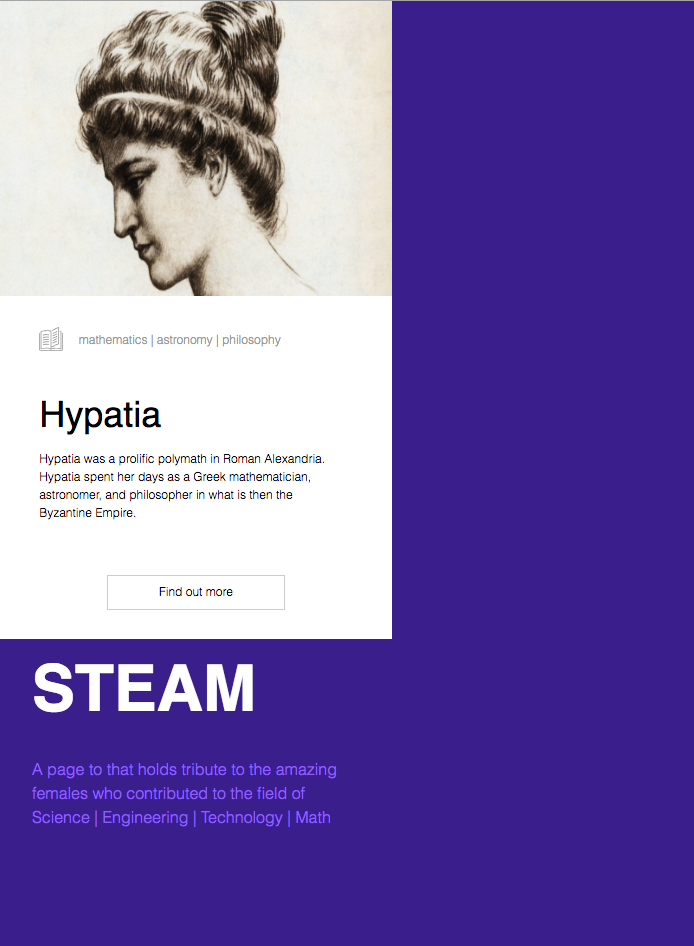 mathematics | astronomy | philosophy
Hypatia
Hypatia was a prolific polymath in Roman Alexandria.
Hypatia spent her days as a Greek mathematician,
astronomer, and philosopher in what is then the
Byzantine Empire.
Find out more
STEAM
A page to that holds tribute to the amazing
females who contributed to the field of
Science | Engineering | Technology | Math